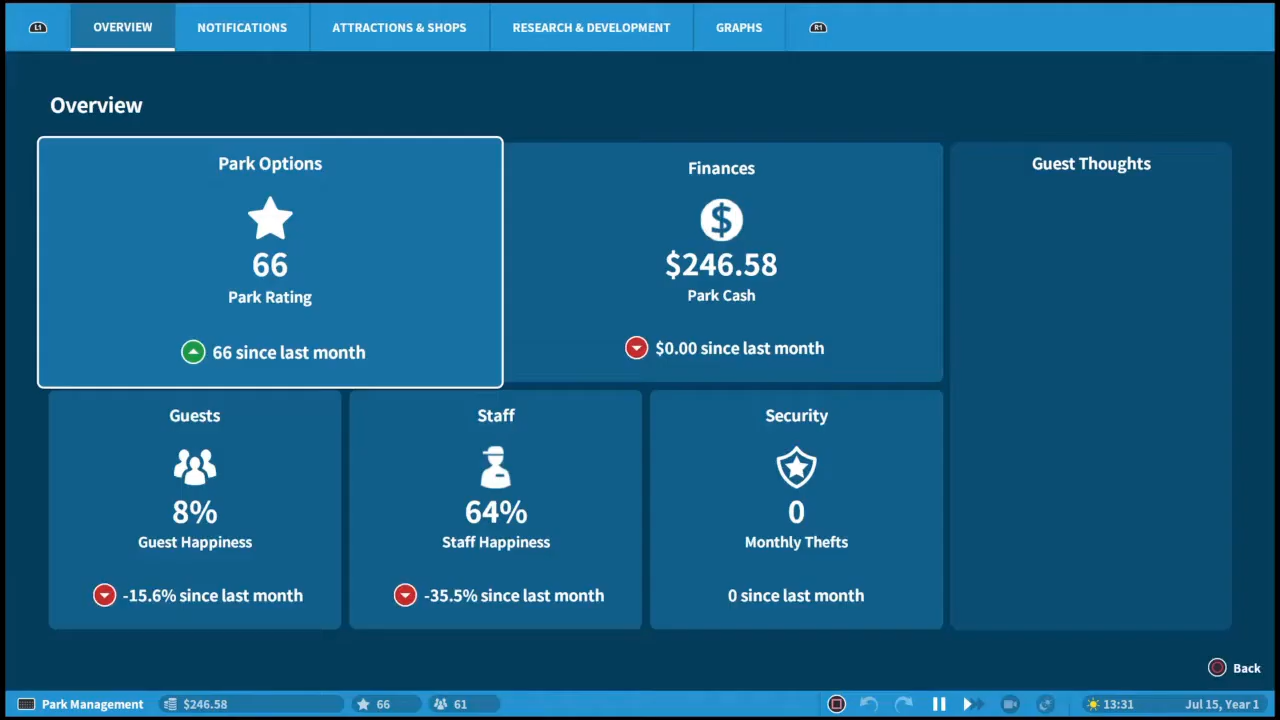 L1 OVERVIEW NOTIFICATIONS ATTRACTIONS & SHOPS RESEARCH & DEVELOPMENT GRAPHS R1
Overview
Park Options
66
Park Rating
66 since last month
Finances
$
$246.58
Park Cash
$0.00 since last month
Guest Thoughts
Guests
8%
Guest Happiness
-15.6% since last month
Staff
64%
Staff Happiness
-35.5% since last month
Security
0
Monthly Thefts
0 since last month
Back
Park Management $246.58 66 61 13:31 Jul 15, Year 1